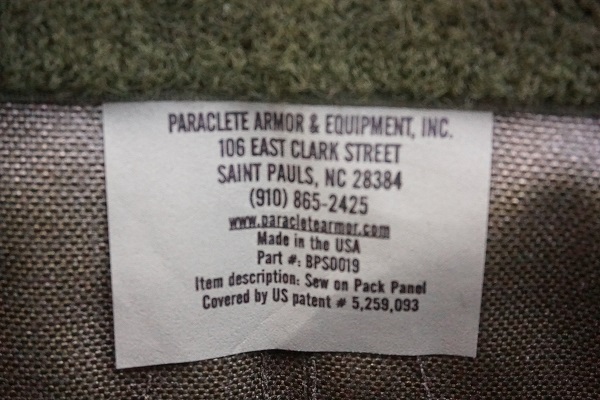 PARACLETE ARMOR & EQUIPMENT, INC.
106 EAST CLARK STREET
SAINT PAULS, NC 28384
(910) 865-2425
www.paracletearmor.com
Made in the USA
Part #: BPS0019
Item description: Sew on Pack Panel
Covered by US patent # 5,259,093